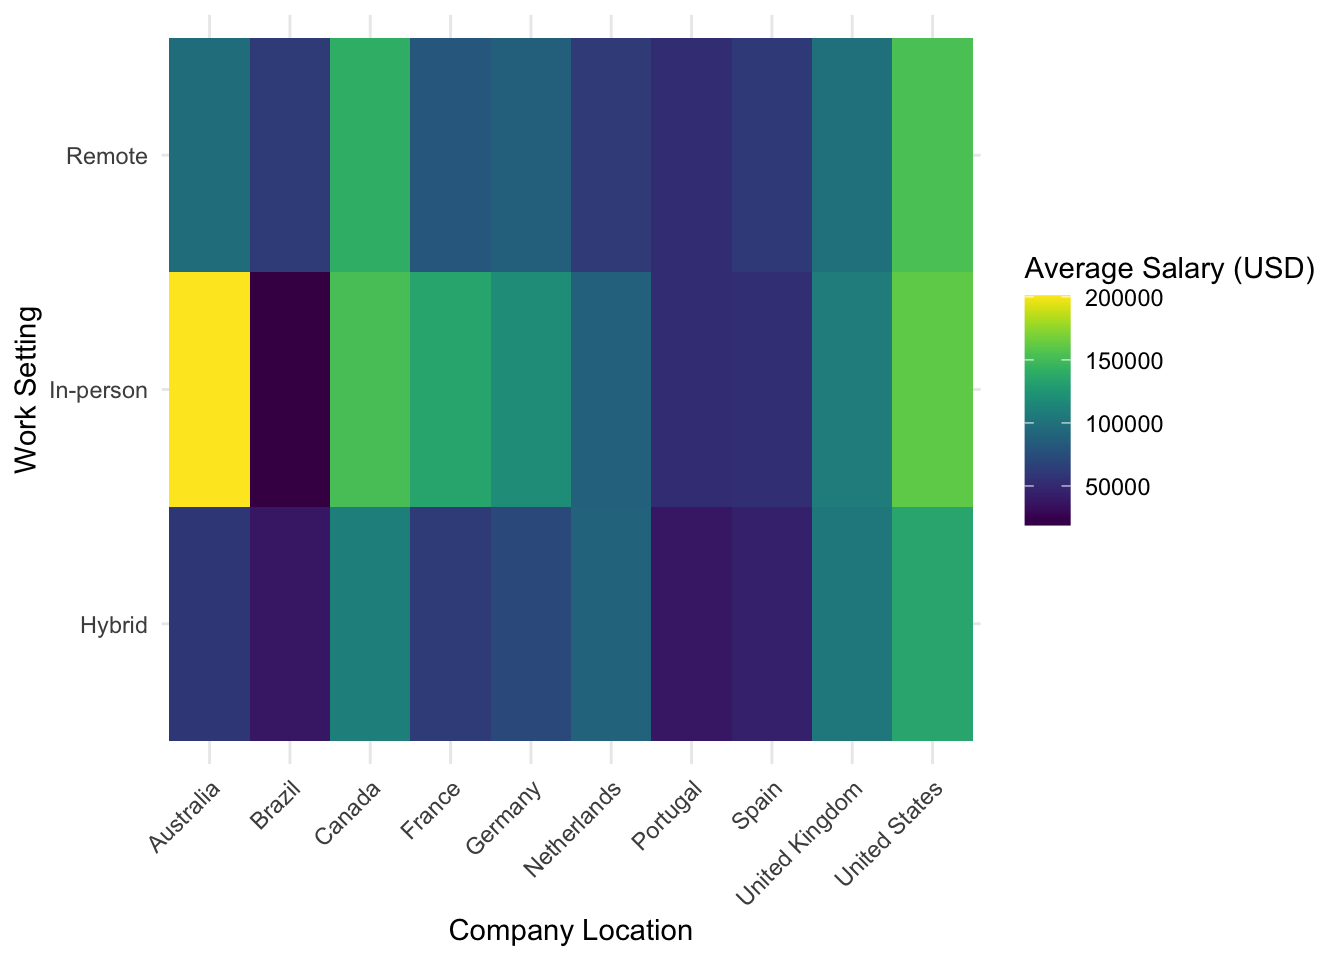 Remote
In-person
Hybrid
Work Setting
Australia
Brazil
Canada
France
Germany
Netherlands
Portugal
Spain
United Kingdom
United States
Company Location
Average Salary (USD)
200000
150000
100000
50000